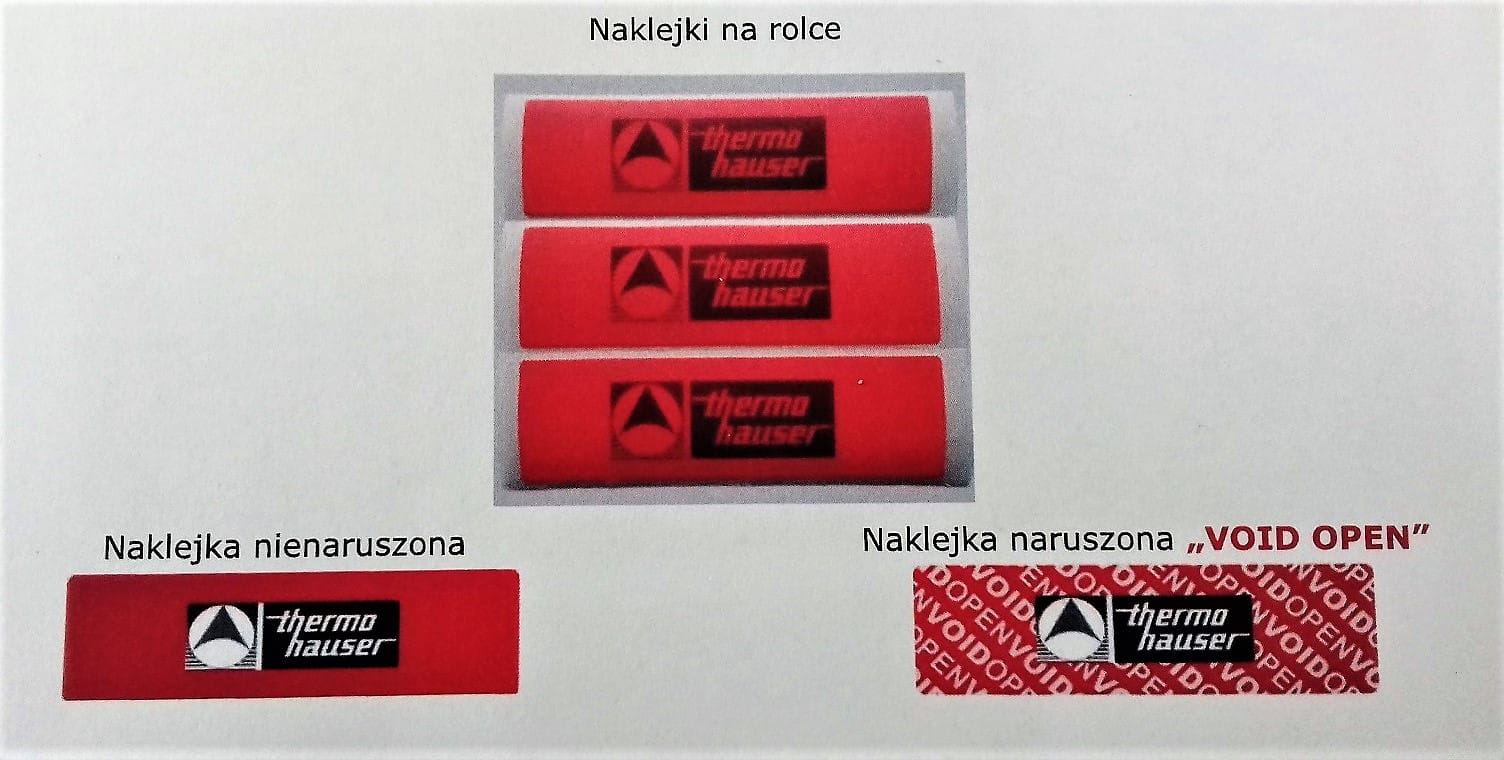 Naklejki na rolce
thermo
hauser
thermo
hauser
thermo
hauser
Naklejka nienaruszona
thermo
hauser
Naklejka naruszona „VOID OPEN”
VOIDOPENVOIDOPEN
thermo
hauser